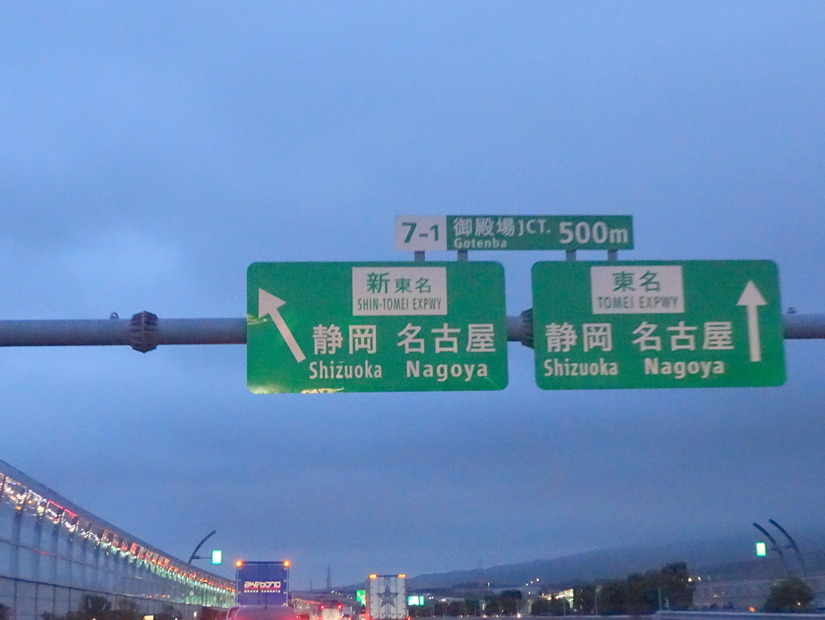 7-1 御殿場JCT. 500m
Gotenba
新東名
SHIN-TOMEI EXPWY
静岡 名古屋
Shizuoka Nagoya
東名
TOMEI EXPWY
静岡 名古屋
Shizuoka Nagoya